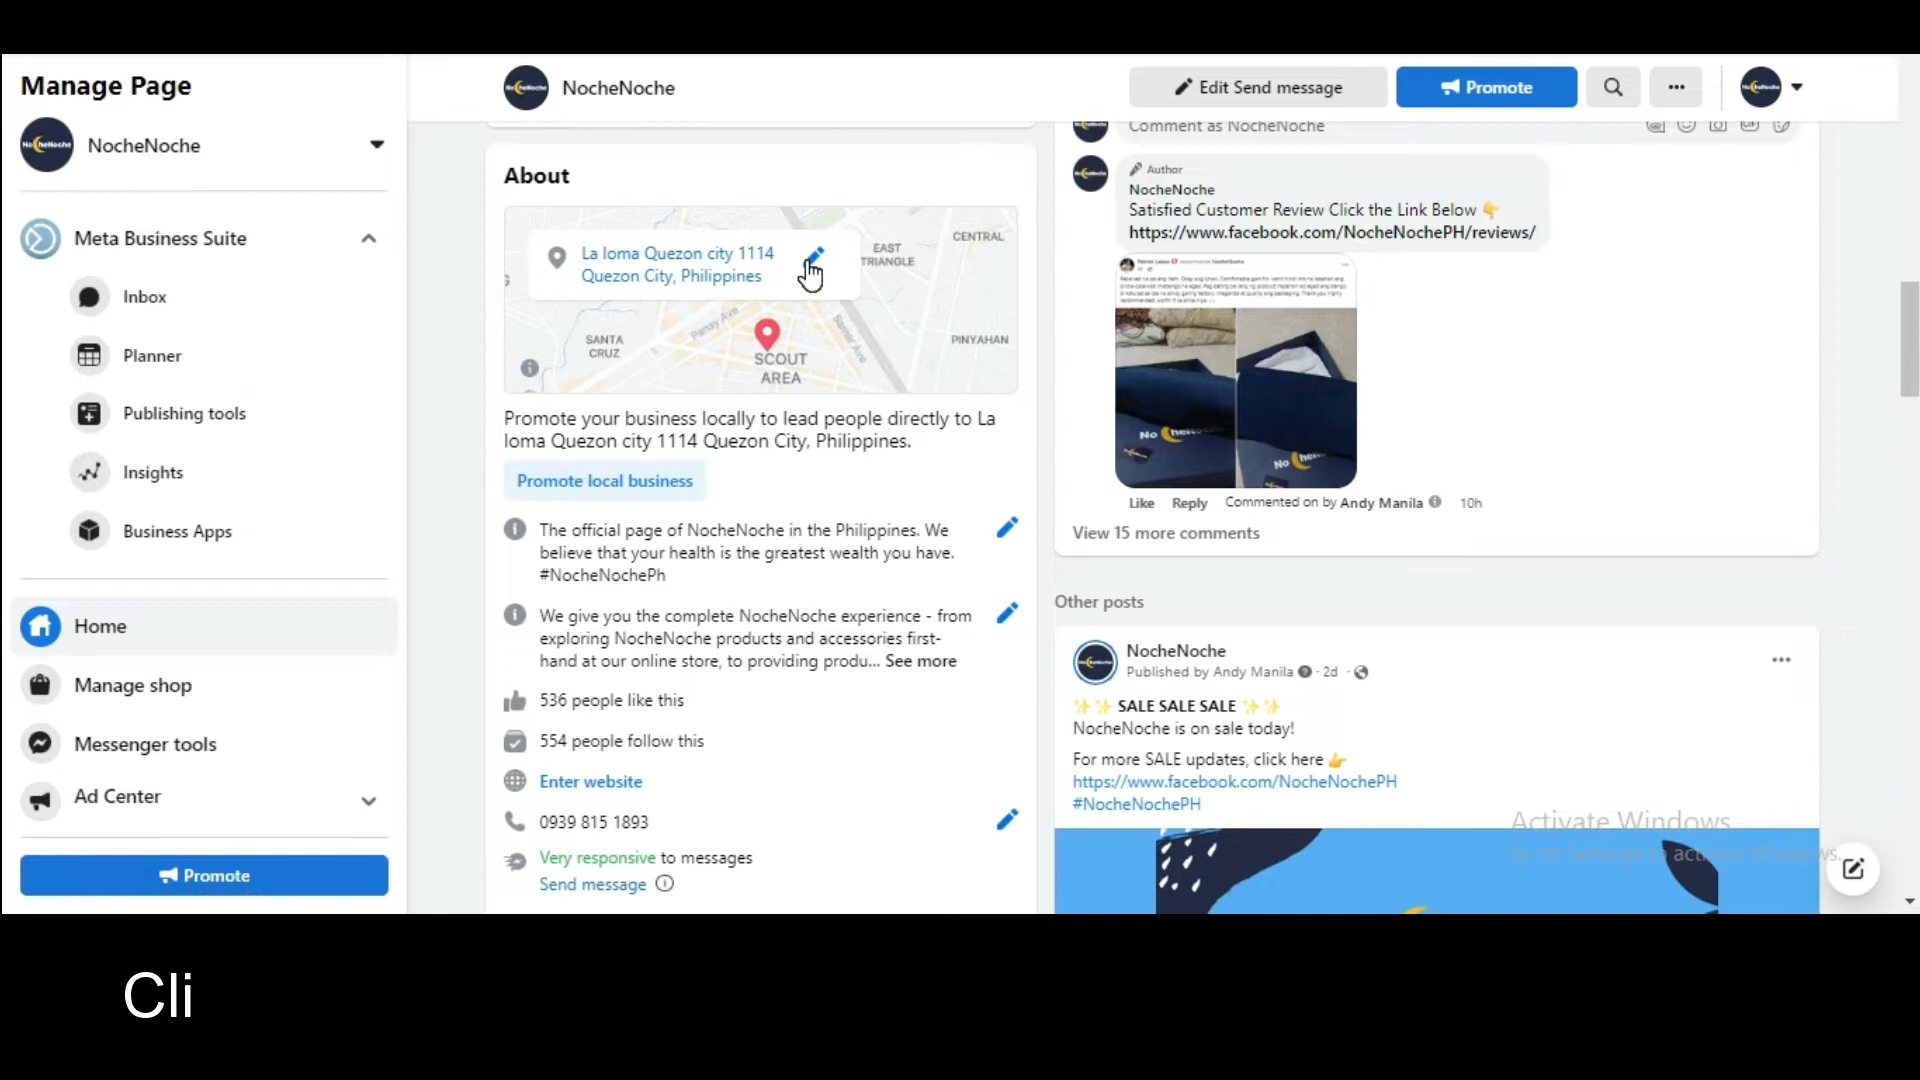 Manage Page
NocheNoche
Meta Business Suite
Inbox
Planner
Publishing tools
Insights
Business Apps
Home
Manage shop
Messenger tools
Ad Center
Promote
NocheNoche
Edit Send message
Promote
About
La loma Quezon city 1114
Quezon City, Philippines
EAST
TRIANGLE
CENTRAL
SANTA
CRUZ
Panay Ave
Samar Ave
PINYAHAN
SCOUT
AREA
Promote your business locally to lead people directly to La
loma Quezon city 1114 Quezon City, Philippines.
Promote local business
The official page of NocheNoche in the Philippines. We
believe that your health is the greatest wealth you have.
#NocheNochePh
We give you the complete NocheNoche experience - from
exploring NocheNoche products and accessories first-
hand at our online store, to providing produ... See more
536 people like this
554 people follow this
Enter website
0939 815 1893
Very responsive to messages
Send message
Comment as NocheNoche
Author
NocheNoche
Satisfied Customer Review Click the Link Below 👇
https://www.facebook.com/NocheNochePH/reviews/
Like Reply Commented on by Andy Manila 10h
View 15 more comments
Other posts
NocheNoche
Published by Andy Manila · 2d ·
✨✨ SALE SALE SALE ✨✨
NocheNoche is on sale today!
For more SALE updates, click here 👉
https://www.facebook.com/NocheNochePH
#NocheNochePH
Activate Windows
Cli